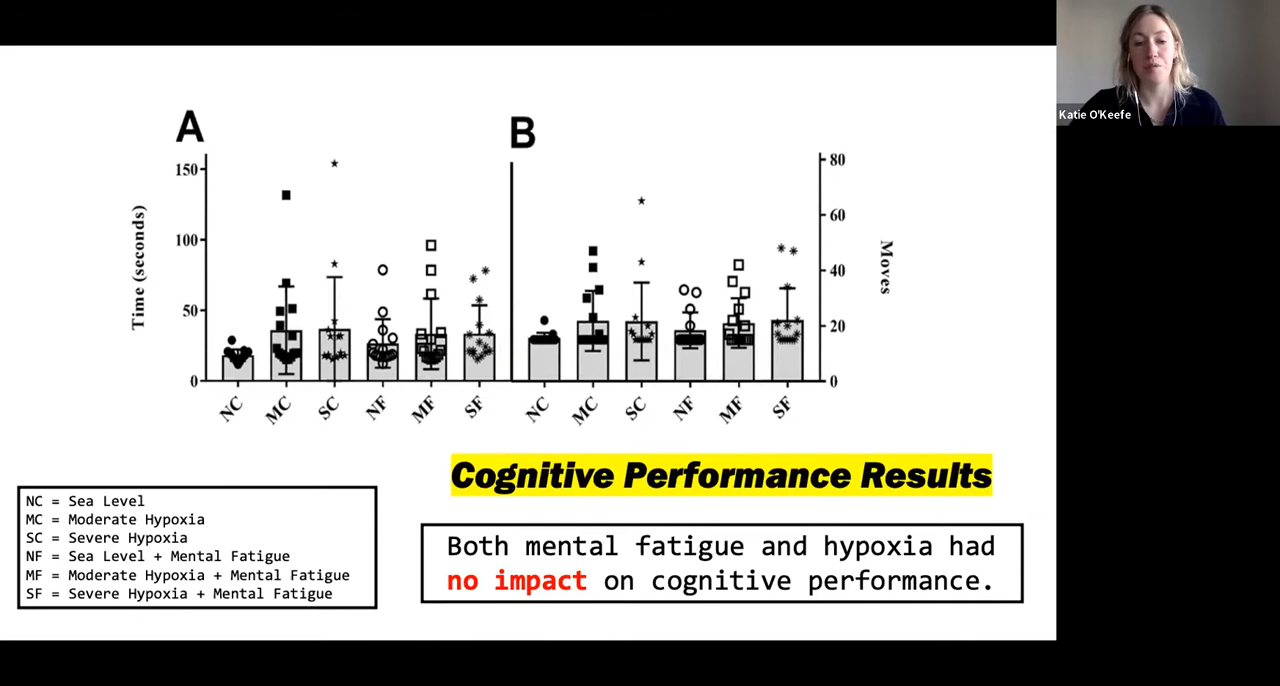 Katie O'Keefe
A
B
Time (seconds)
150
100
50
0
NC
MC
SC
NF
MF
SF
80
60
40
20
0
Moves
NC
MC
SC
NF
MF
SF
Cognitive Performance Results
NC = Sea Level
MC = Moderate Hypoxia
SC = Severe Hypoxia
NF = Sea Level + Mental Fatigue
MF = Moderate Hypoxia + Mental Fatigue
SF = Severe Hypoxia + Mental Fatigue
Both mental fatigue and hypoxia had
no impact on cognitive performance.